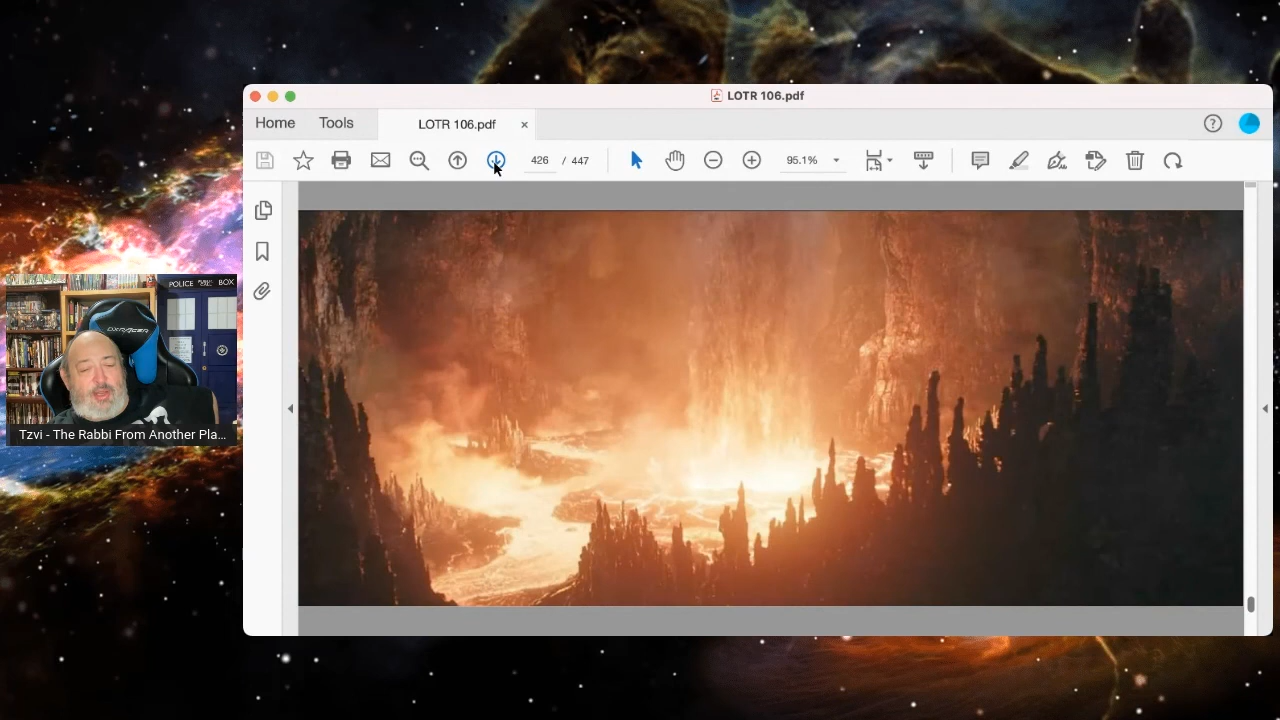 LOTR 106.pdf
Home
Tools
LOTR 106.pdf
426 / 447
95.1%
POLICE BOX
DXRACER
Tzvi - The Rabbi From Another Pla...